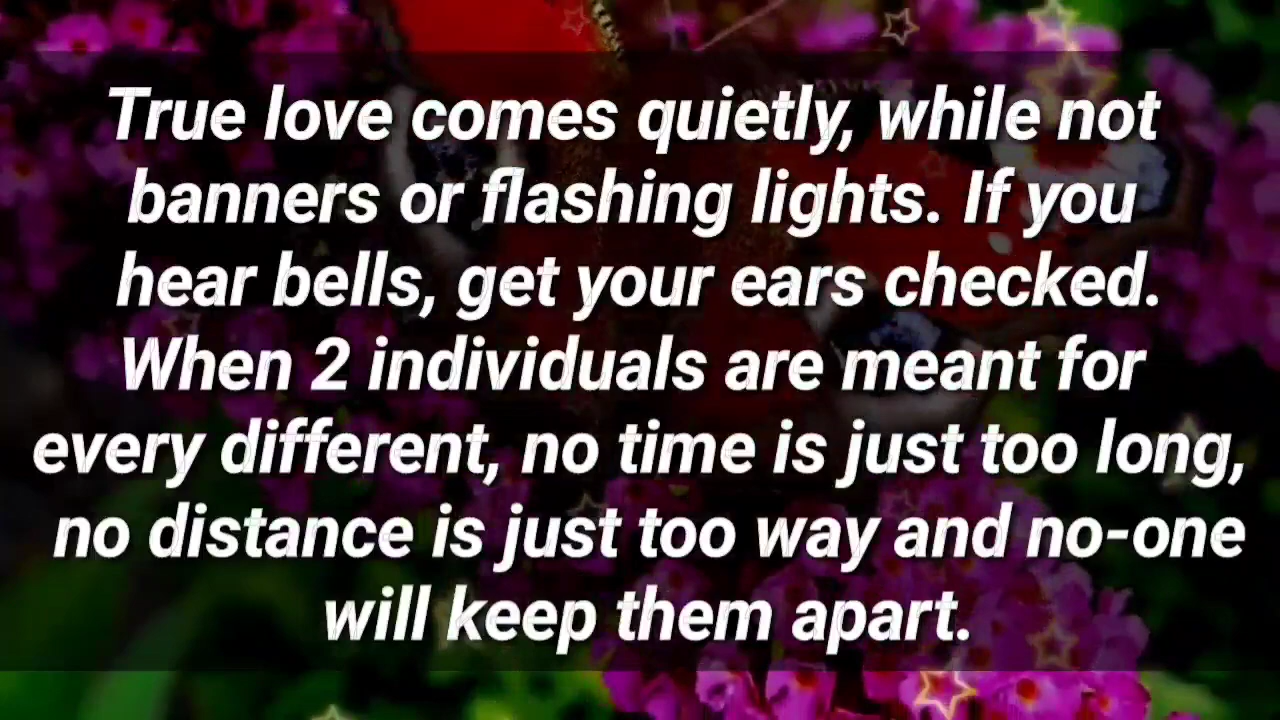 True love comes quietly, while not
banners or flashing lights. If you
hear bells, get your ears checked.
When 2 individuals are meant for
every different, no time is just too long,
no distance is just too way and no-one
will keep them apart.